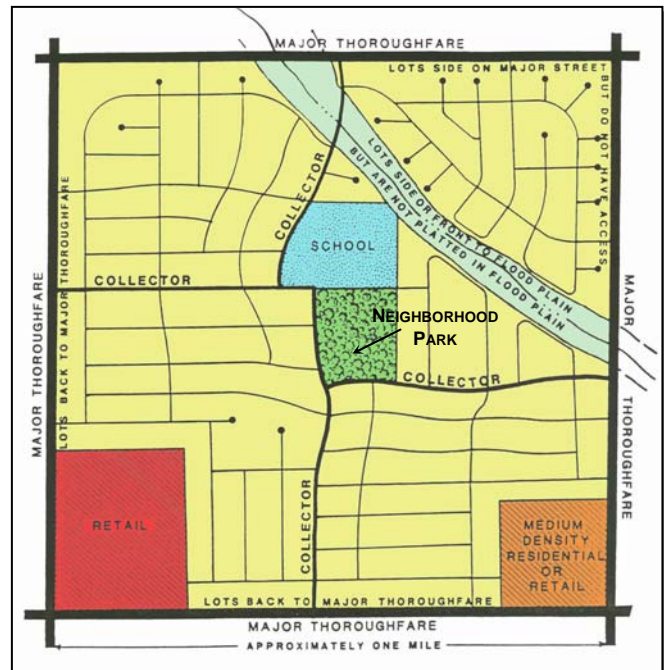 MAJOR THOROUGHFARE
LOTS SIDE ON MAJOR STREET
BUT DO NOT HAVE ACCESS
LOTS SIDE OR FRONT TO FLOOD PLAIN
BUT ARE NOT PLATTED IN FLOOD PLAIN
COLLECTOR
SCHOOL
COLLECTOR
MAJOR THOROUGHFARE
LOTS BACK TO MAJOR THOROUGHFARE
NEIGHBORHOOD
PARK
COLLECTOR
MAJOR THOROUGHFARE
COLLECTOR
RETAIL
MEDIUM
DENSITY
RESIDENTIAL
OR
RETAIL
LOTS BACK TO MAJOR THOROUGHFARE
MAJOR THOROUGHFARE
APPROXIMATELY ONE MILE